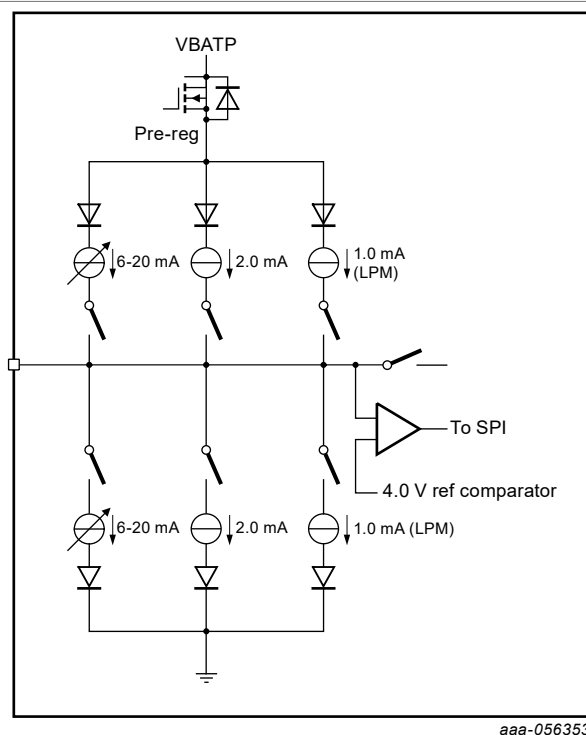 VBATP
Pre-reg
6-20 mA
2.0 mA
1.0 mA
(LPM)
To SPI
4.0 V ref comparator
6-20 mA
2.0 mA
1.0 mA (LPM)
aaa-056353